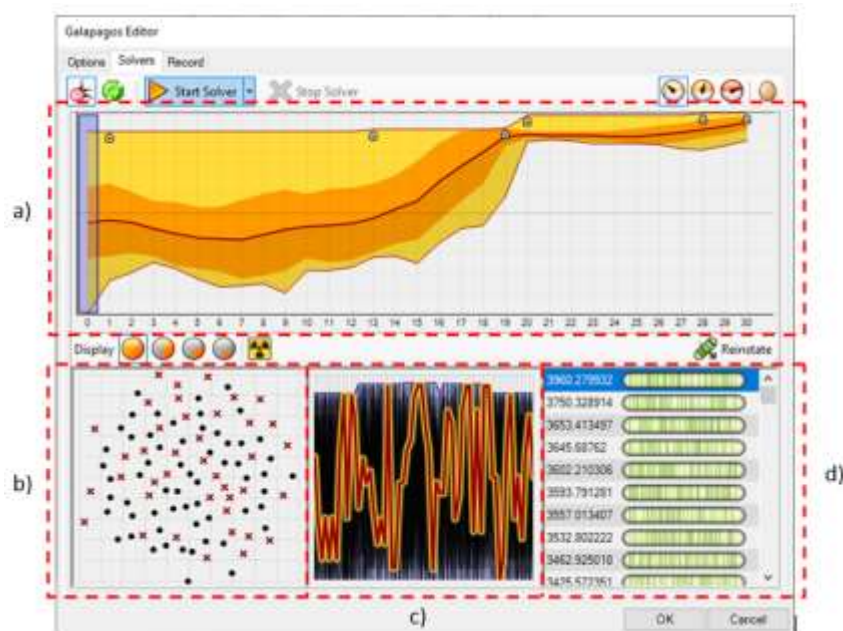 Galapagos Editor
Options Solvers Record
Start Solver Stop Solver
a)
0 1 2 3 4 5 6 7 8 9 10 11 12 13 14 15 16 17 18 19 20 21 22 23 24 25 26 27 28 29 30
Display Reinstate
b)
3960.279932
3750.328914
3653.413497
3645.68762
3602.210306
3593.791281
3557.013407
3532.802222
3462.925018
3425.572351
d)
c)
OK Cancel